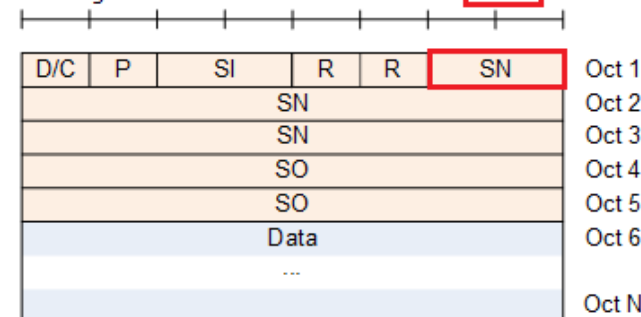 D/C P SI R R SN Oct 1
SN Oct 2
SN Oct 3
SO Oct 4
SO Oct 5
Data Oct 6
...
Oct N